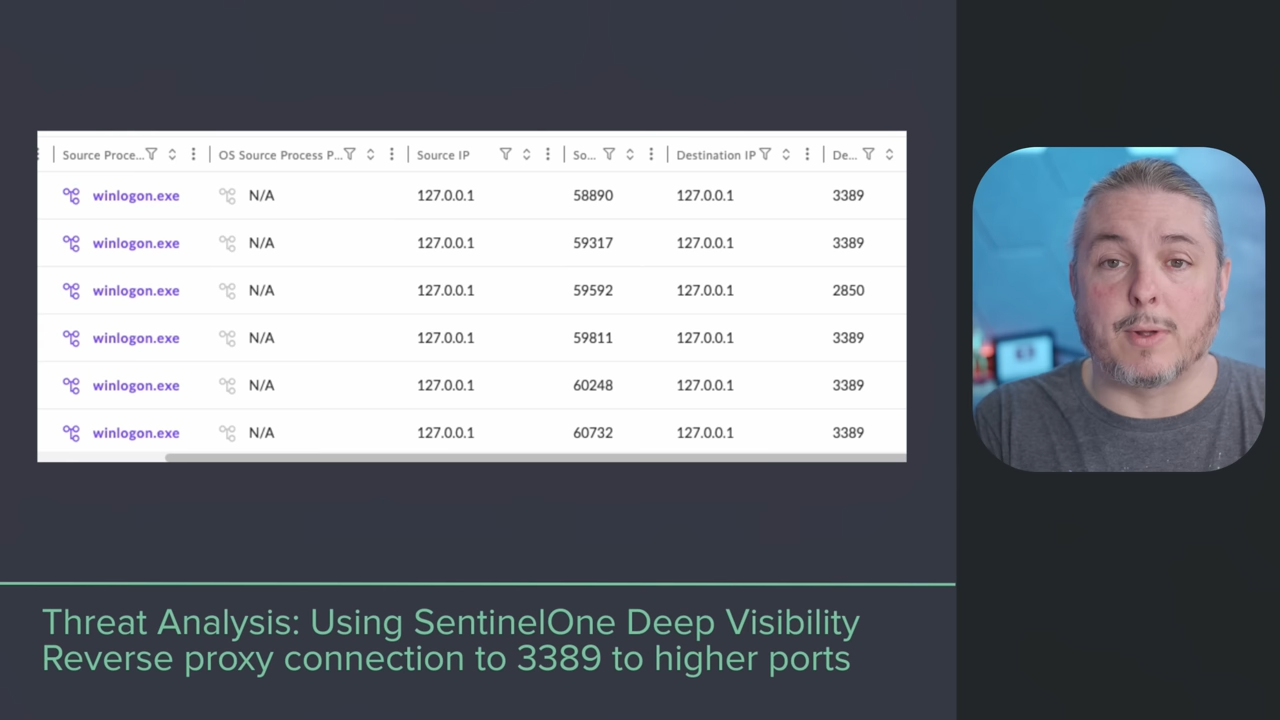 Source Proce... OS Source Process P... Source IP So... Destination IP De...
winlogon.exe N/A 127.0.0.1 58890 127.0.0.1 3389
winlogon.exe N/A 127.0.0.1 59317 127.0.0.1 3389
winlogon.exe N/A 127.0.0.1 59592 127.0.0.1 2850
winlogon.exe N/A 127.0.0.1 59811 127.0.0.1 3389
winlogon.exe N/A 127.0.0.1 60248 127.0.0.1 3389
winlogon.exe N/A 127.0.0.1 60732 127.0.0.1 3389
Threat Analysis: Using SentinelOne Deep Visibility
Reverse proxy connection to 3389 to higher ports